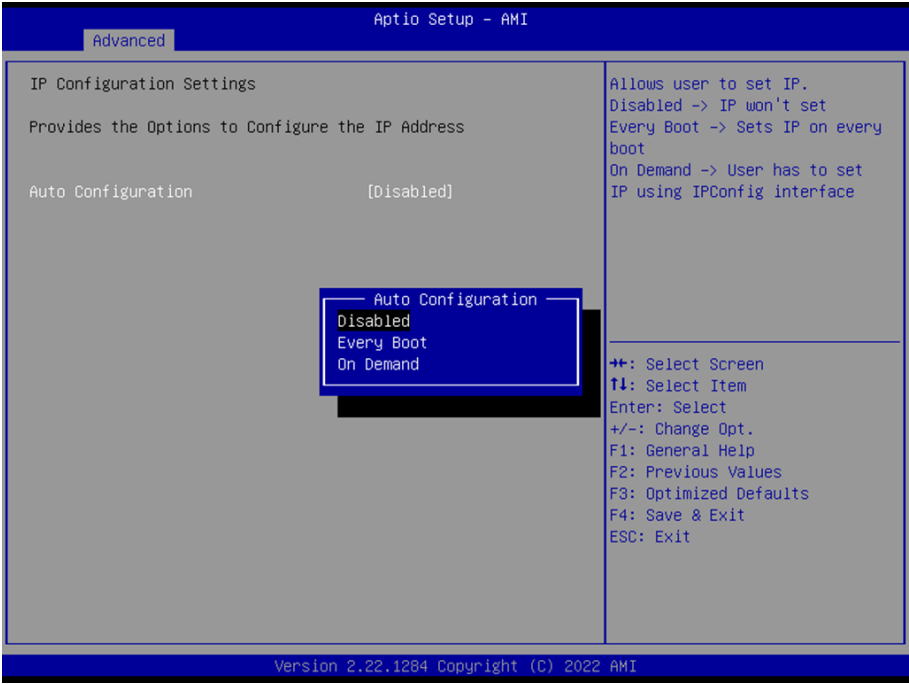 Aptio Setup - AMI
Advanced
IP Configuration Settings
Provides the Options to Configure the IP Address
Auto Configuration [Disabled]
Auto Configuration
Disabled
Every Boot
On Demand
Allows user to set IP.
Disabled -> IP won't set
Every Boot -> Sets IP on every
boot
On Demand -> User has to set
IP using IPConfig interface
→←: Select Screen
↑↓: Select Item
Enter: Select
+/-: Change Opt.
F1: General Help
F2: Previous Values
F3: Optimized Defaults
F4: Save & Exit
ESC: Exit
Version 2.22.1284 Copyright (C) 2022 AMI